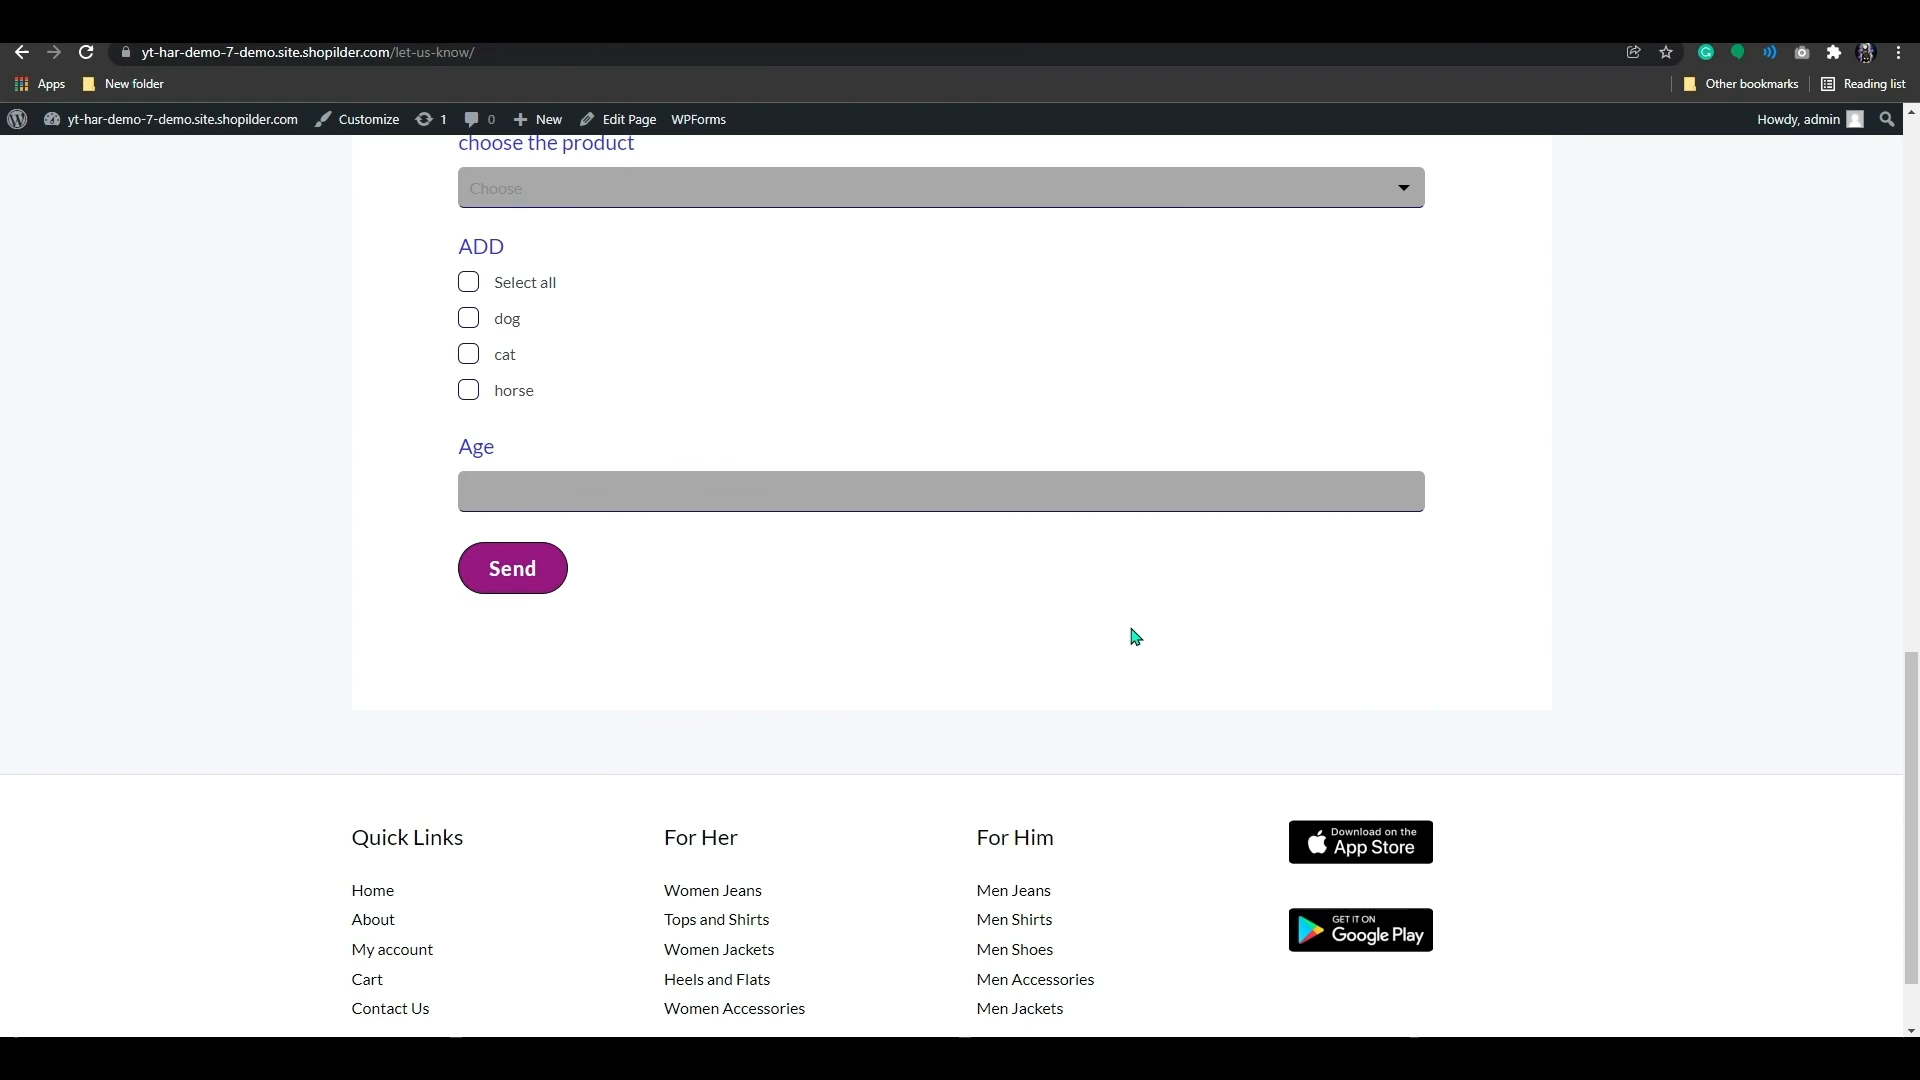 yt-har-demo-7-demo.site.shopilder.com/let-us-know/
Apps New folder Other bookmarks Reading list
yt-har-demo-7-demo.site.shopilder.com Customize 1 0 New Edit Page WPForms Howdy, admin
choose the product
Choose
ADD
Select all
dog
cat
horse
Age
Send
Quick Links For Her For Him
Download on the
App Store
Home Women Jeans Men Jeans
About Tops and Shirts Men Shirts
GET IT ON
Google Play
My account Women Jackets Men Shoes
Cart Heels and Flats Men Accessories
Contact Us Women Accessories Men Jackets